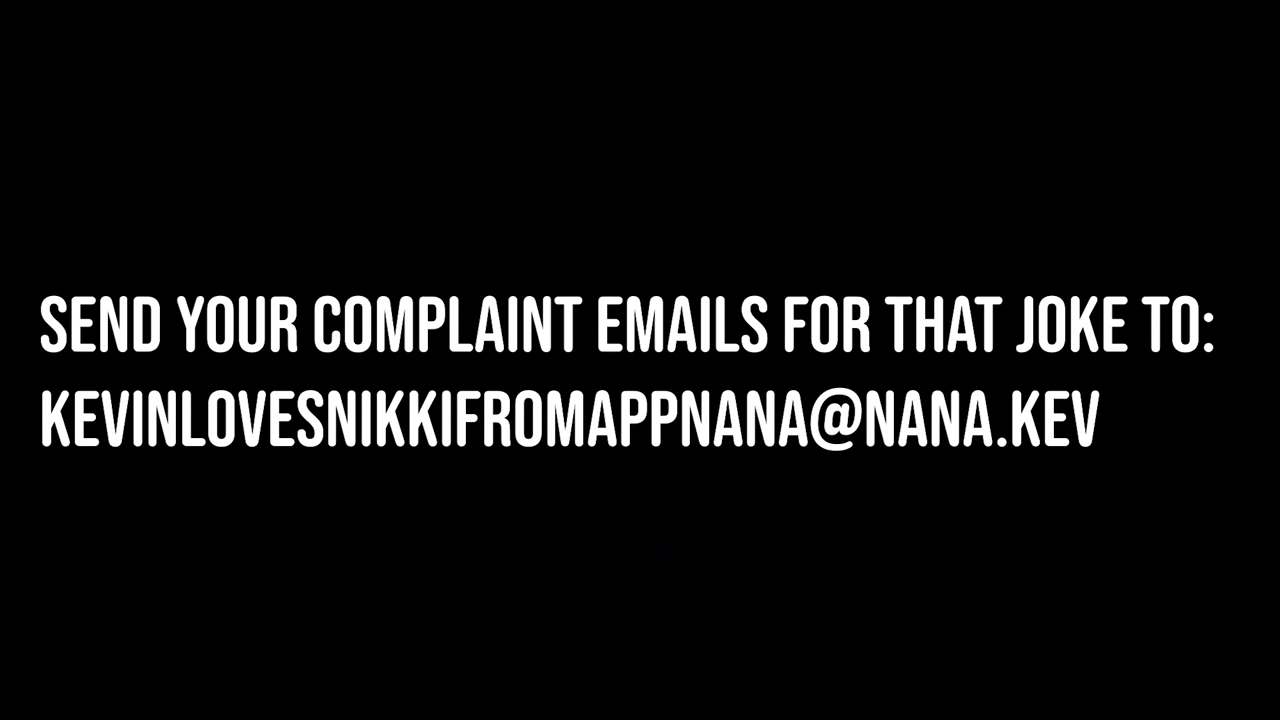 SEND YOUR COMPLAINT EMAILS FOR THAT JOKE TO:
KEVINLOVESNIKKIFROMAPPNANA@NANA.KEV